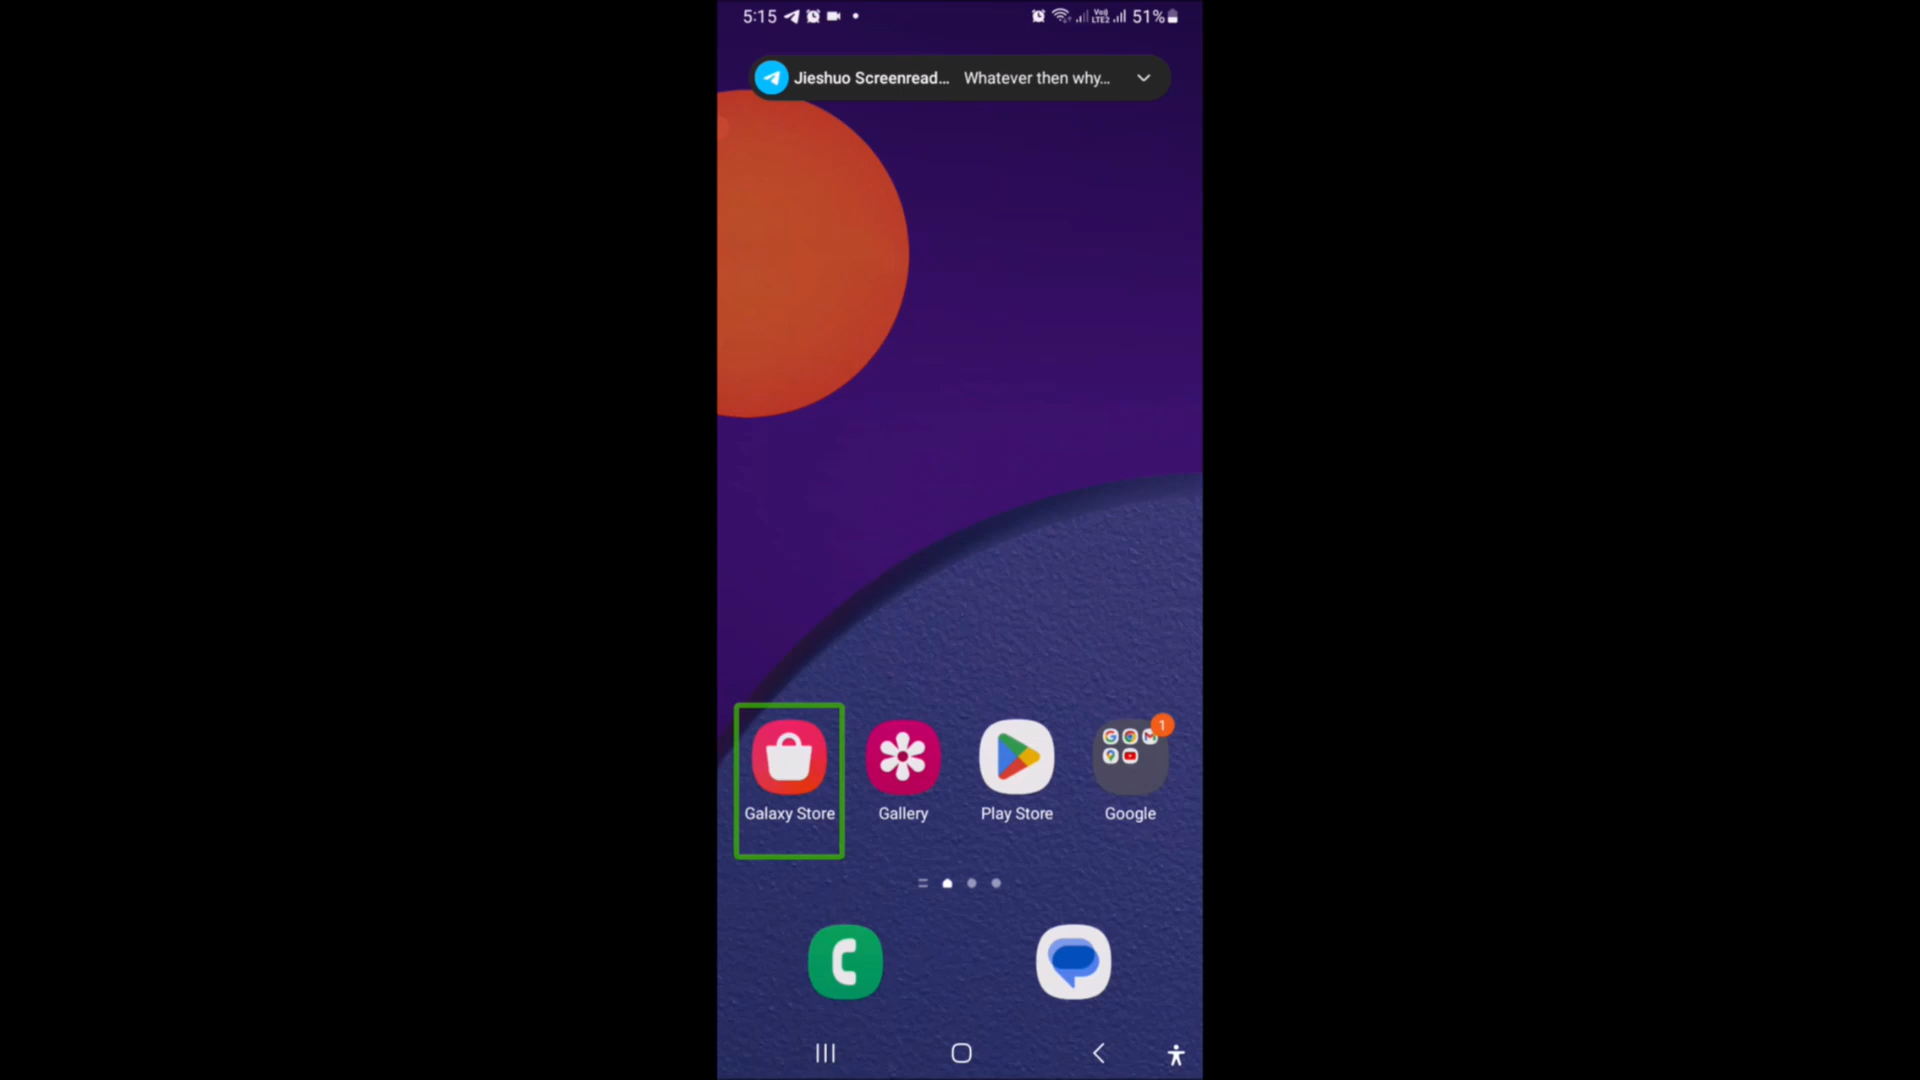 5:15 51%
Jieshuo Screenread... Whatever then why...
1
Galaxy Store Gallery Play Store Google